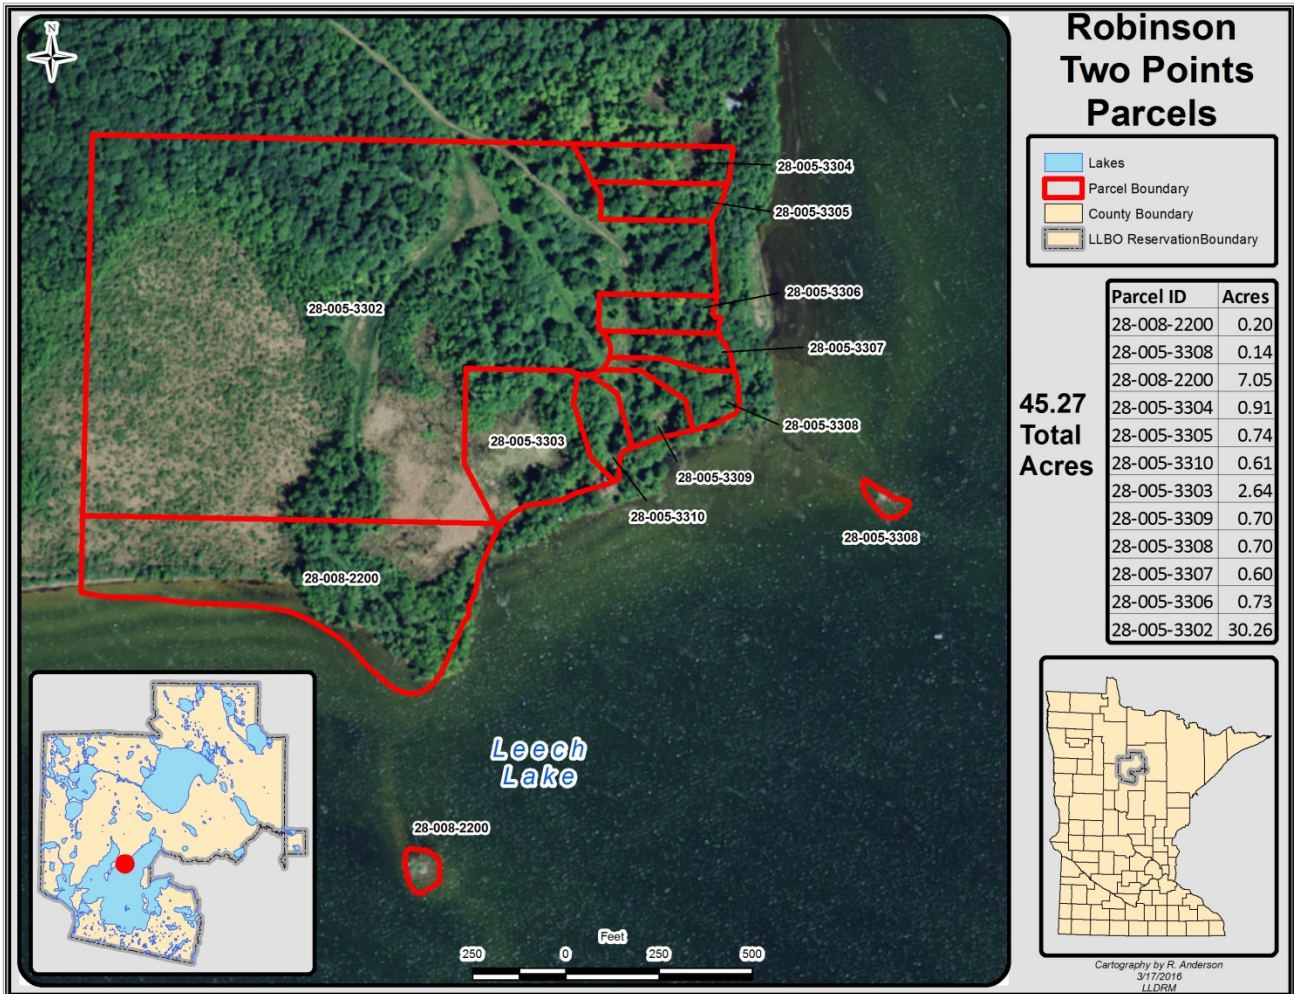 N
Robinson
Two Points
Parcels
Lakes
Parcel Boundary
County Boundary
LLBO ReservationBoundary
Parcel ID Acres
28-008-2200 0.20
28-005-3308 0.14
28-008-2200 7.05
28-005-3304 0.91
28-005-3305 0.74
28-005-3310 0.61
28-005-3303 2.64
28-005-3309 0.70
28-005-3308 0.70
28-005-3307 0.60
28-005-3306 0.73
28-005-3302 30.26
45.27
Total
Acres
28-005-3304
28-005-3305
28-005-3306
28-005-3302
28-005-3307
28-005-3308
28-005-3303
28-005-3309
28-005-3310
28-005-3308
28-008-2200
Leech
Lake
28-008-2200
Feet
250 0 250 500
Cartography by R. Anderson
3/17/2016
LLDRM